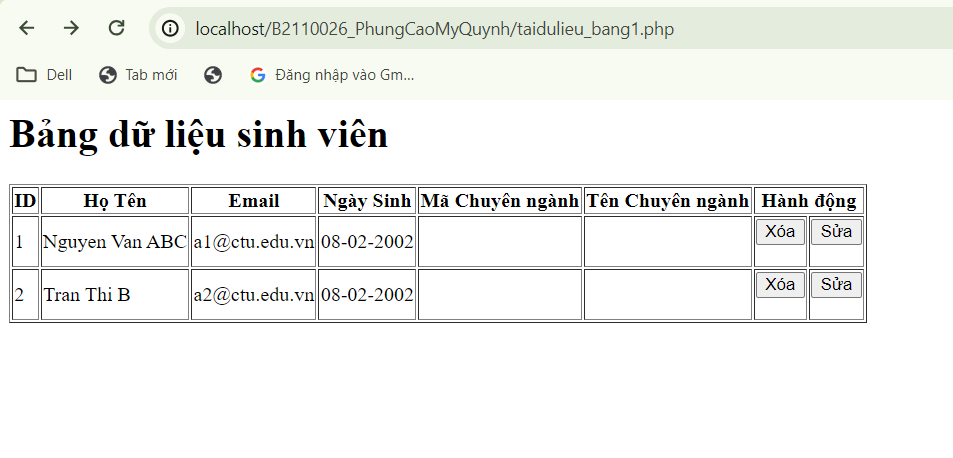 localhost/B2110026_PhungCaoMyQuynh/taidulieu_bang1.php
Dell Tab mới Đăng nhập vào Gm...
Bảng dữ liệu sinh viên
ID Họ Tên Email Ngày Sinh Mã Chuyên ngành Tên Chuyên ngành Hành động
1 Nguyen Van ABC a1@ctu.edu.vn 08-02-2002 Xóa Sửa
2 Tran Thi B a2@ctu.edu.vn 08-02-2002 Xóa Sửa